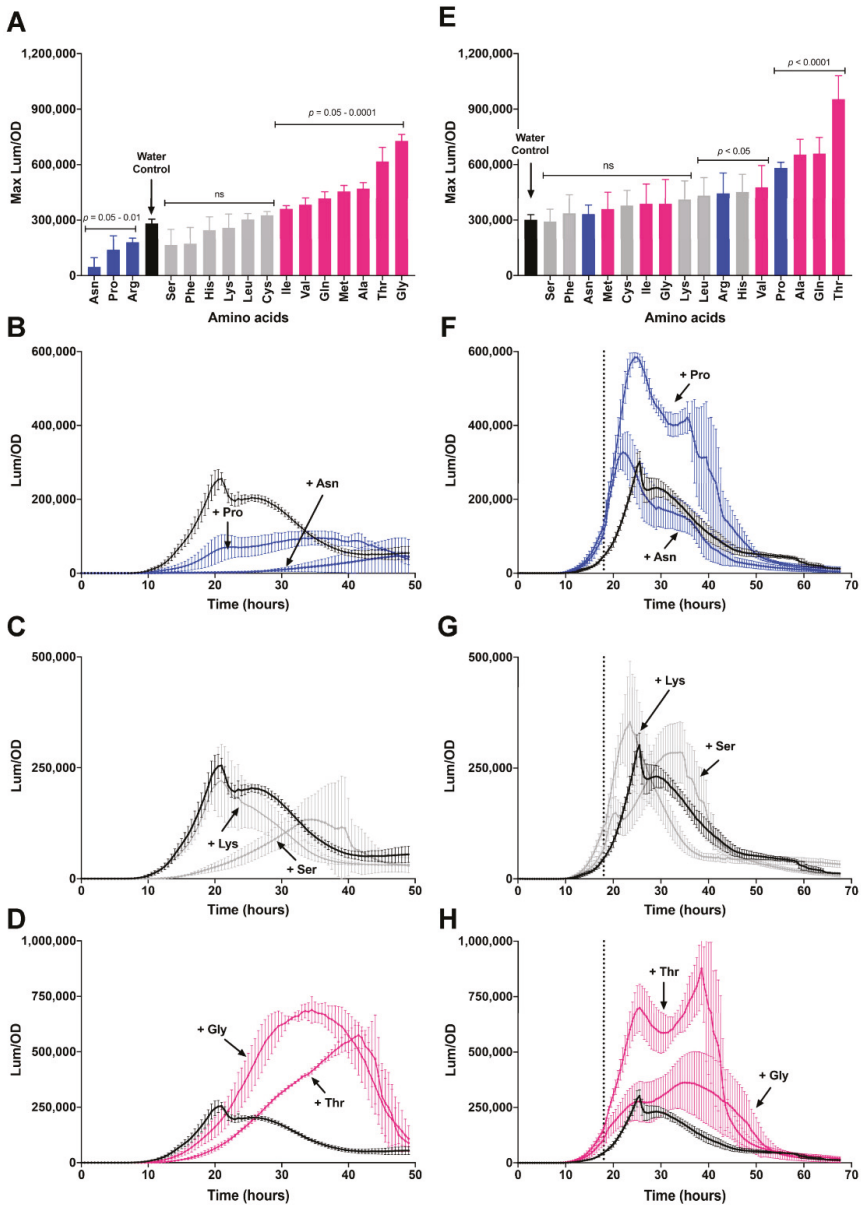 A
Max Lum/OD
1,200,000
900,000
600,000
300,000
0
p = 0.05 - 0.01
Water
Control
ns
p = 0.05 - 0.0001
Asn
Pro
Arg
Ser
Phe
His
Lys
Leu
Cys
Ile
Val
Gln
Met
Ala
Thr
Gly
Amino acids
E
Max Lum/OD
1,200,000
900,000
600,000
300,000
0
Water
Control
ns
p < 0.05
p < 0.0001
Ser
Phe
Asn
Met
Cys
Ile
Gly
Lys
Leu
Arg
His
Val
Pro
Ala
Gln
Thr
Amino acids
B
Lum/OD
600,000
400,000
200,000
0
+ Pro
+ Asn
0 10 20 30 40 50
Time (hours)
F
Lum/OD
600,000
400,000
200,000
0
+ Pro
+ Asn
0 10 20 30 40 50 60 70
Time (hours)
C
Lum/OD
500,000
250,000
0
+ Lys
+ Ser
0 10 20 30 40 50
Time (hours)
G
Lum/OD
500,000
250,000
0
+ Lys
+ Ser
0 10 20 30 40 50 60 70
Time (hours)
D
Lum/OD
1,000,000
750,000
500,000
250,000
0
+ Gly
+ Thr
0 10 20 30 40 50
Time (hours)
H
Lum/OD
1,000,000
750,000
500,000
250,000
0
+ Thr
+ Gly
0 10 20 30 40 50 60 70
Time (hours)